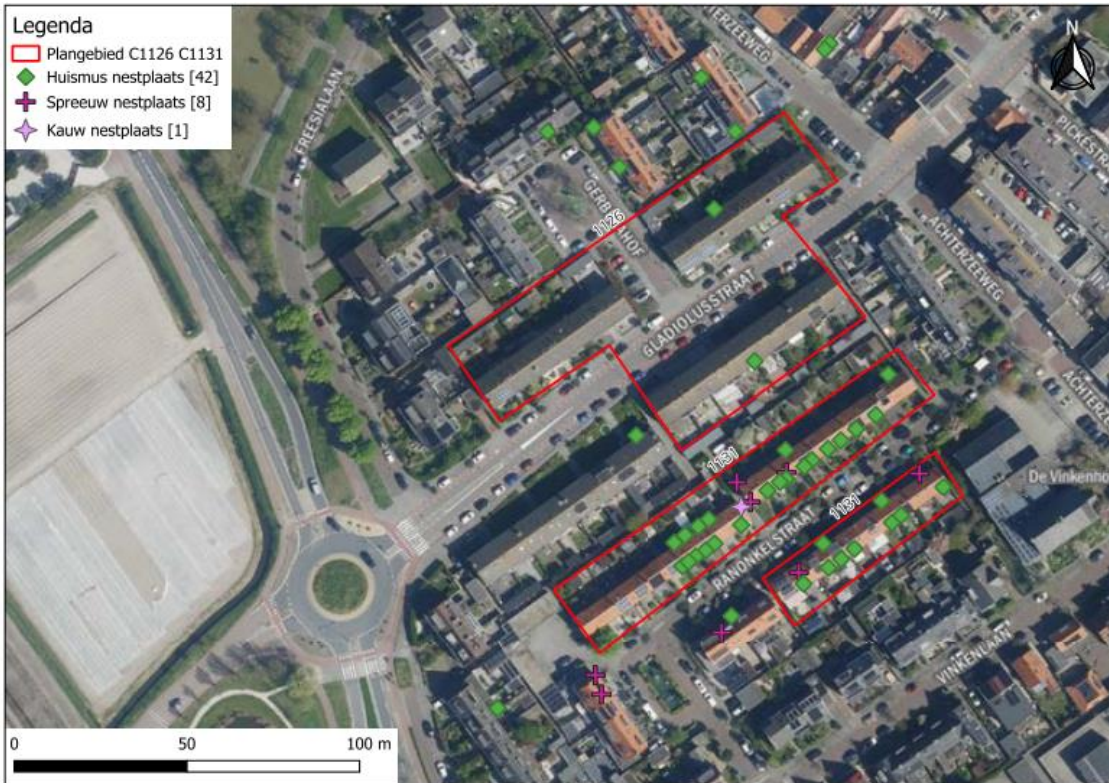 Legenda
Plangebied C1126 C1131
Huismus nestplaats [42]
Spreeuw nestplaats [8]
Kauw nestplaats [1]
N
FREESIALAAN
ACHTERZEEWEG
PICKESTR
1126
GLADIOLUSSTRAAT
ACHTERZEEWEG
ACHTERZ
1131
De Vinkenho
1131
RANONKELSTRAAT
VINKENLAAN
0 50 100 m